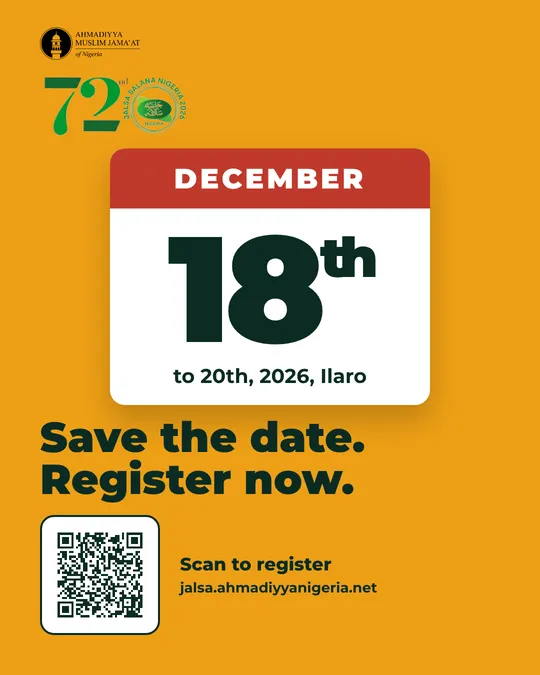 AHMADIYYA
MUSLIM JAMA'AT
of Nigeria
72nd
JALSA SALANA NIGERIA 2026
DECEMBER
18th
to 20th, 2026, Ilaro
Save the date.
Register now.
Scan to register
jalsa.ahmadiyyanigeria.net